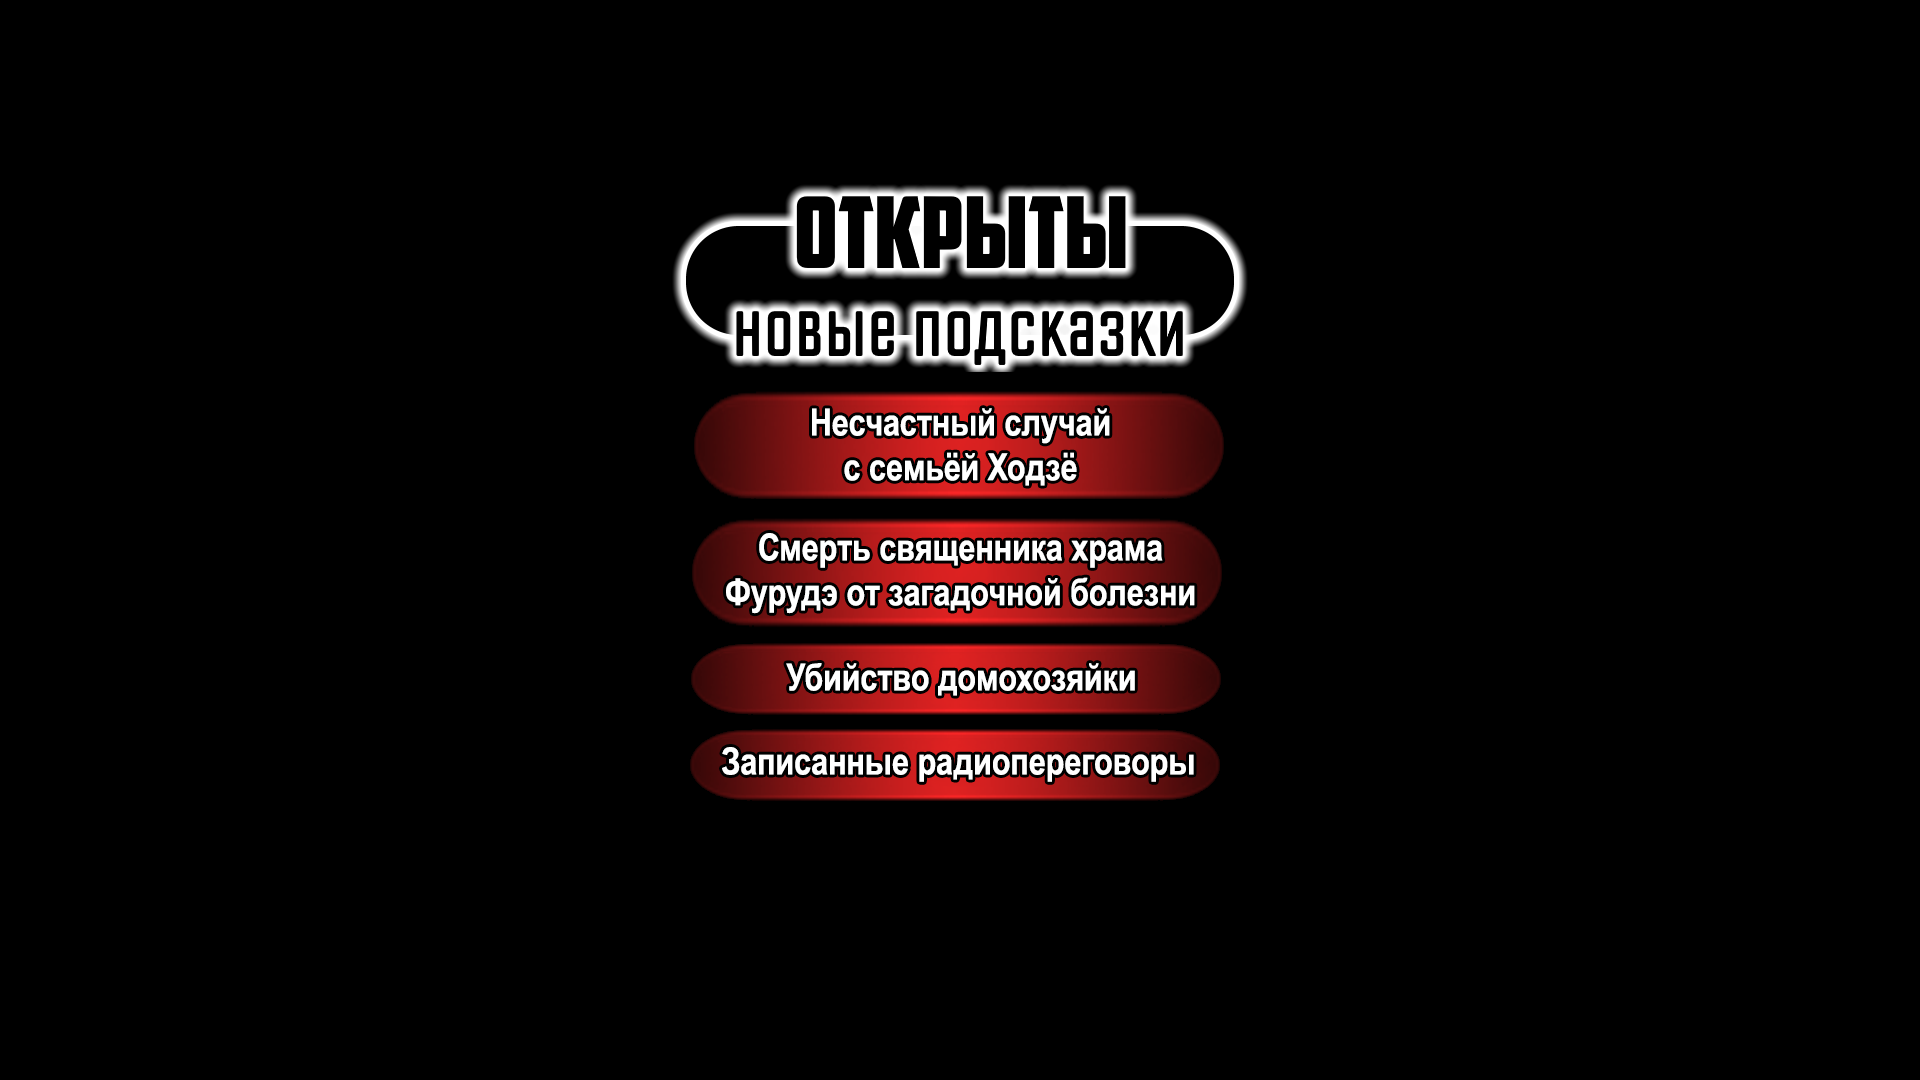 ОТКРЫТЫ
НОВЫЕ ПОДСКАЗКИ
Несчастный случай
с семьёй Ходзё
Смерть священника храма
Фурудэ от загадочной болезни
Убийство домохозяйки
Записанные радиопереговоры